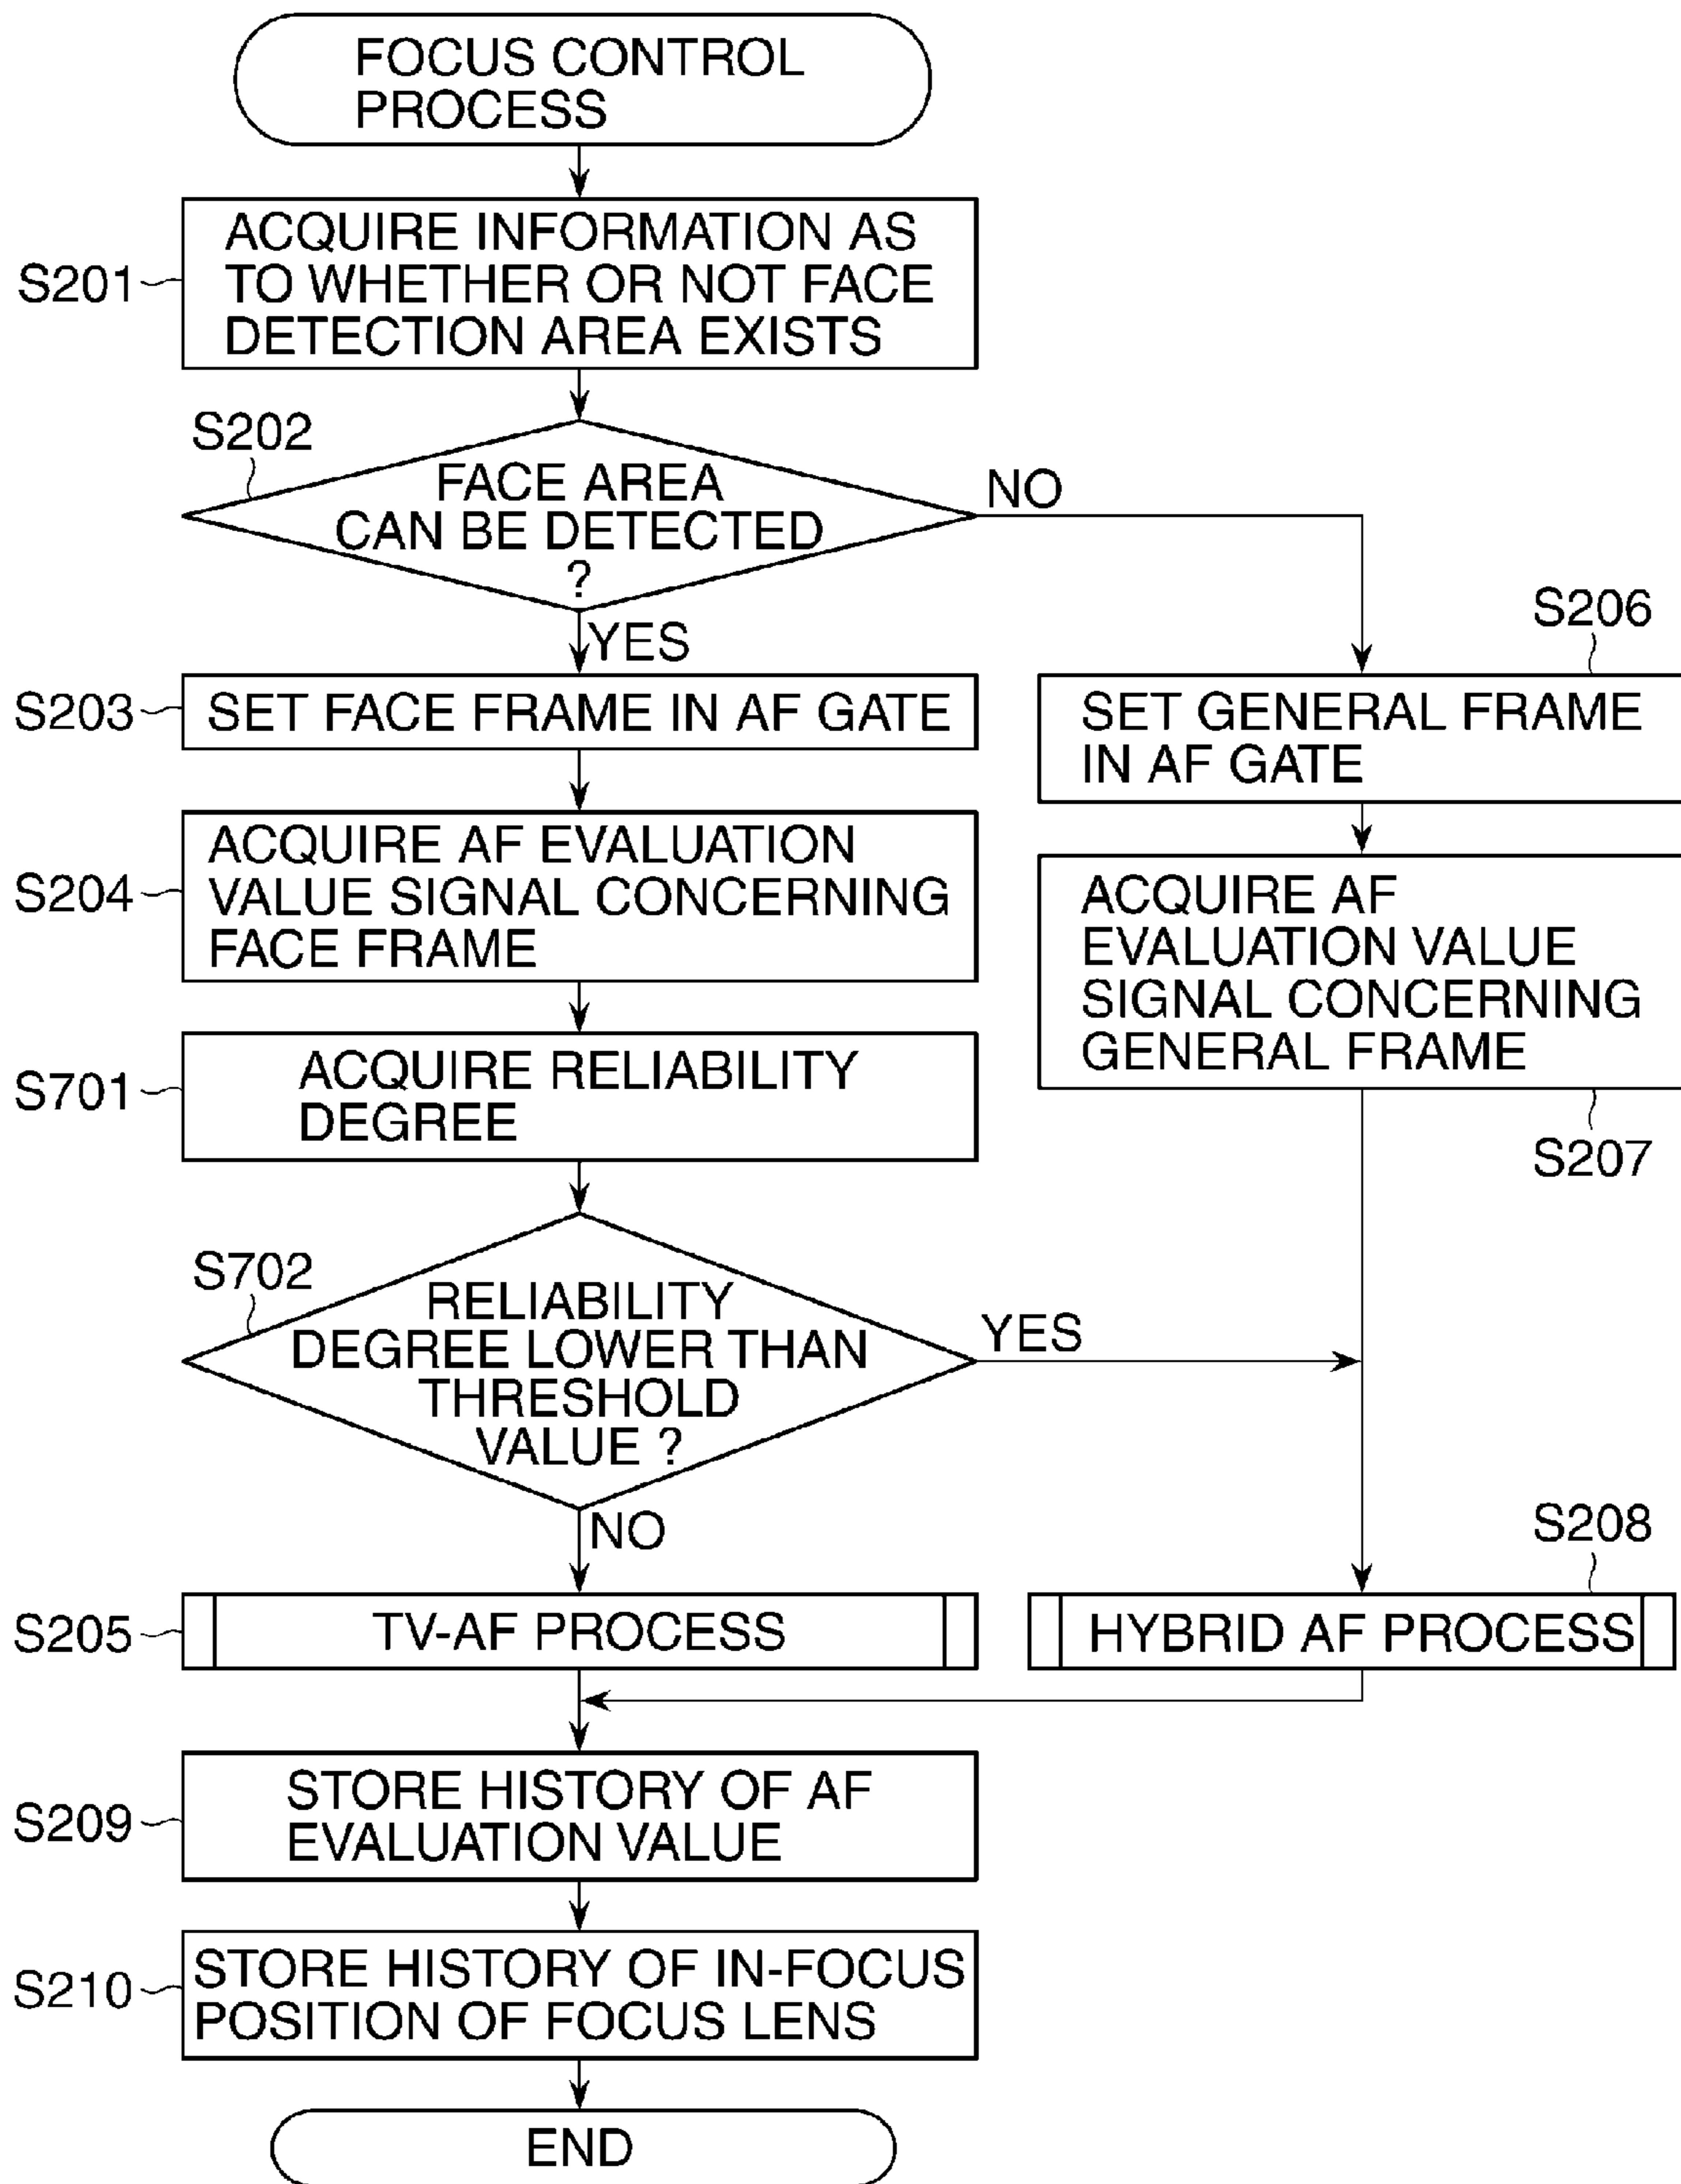 FOCUS CONTROL
PROCESS
S201
ACQUIRE INFORMATION AS
TO WHETHER OR NOT FACE
DETECTION AREA EXISTS
S202
FACE AREA
CAN BE DETECTED
?
NO
YES
S203
SET FACE FRAME IN AF GATE
S206
SET GENERAL FRAME
IN AF GATE
S204
ACQUIRE AF EVALUATION
VALUE SIGNAL CONCERNING
FACE FRAME
ACQUIRE AF
EVALUATION VALUE
SIGNAL CONCERNING
GENERAL FRAME
S207
S701
ACQUIRE RELIABILITY
DEGREE
S702
RELIABILITY
DEGREE LOWER THAN
THRESHOLD
VALUE ?
YES
NO
S205
TV-AF PROCESS
S208
HYBRID AF PROCESS
S209
STORE HISTORY OF AF
EVALUATION VALUE
S210
STORE HISTORY OF IN-FOCUS
POSITION OF FOCUS LENS
END